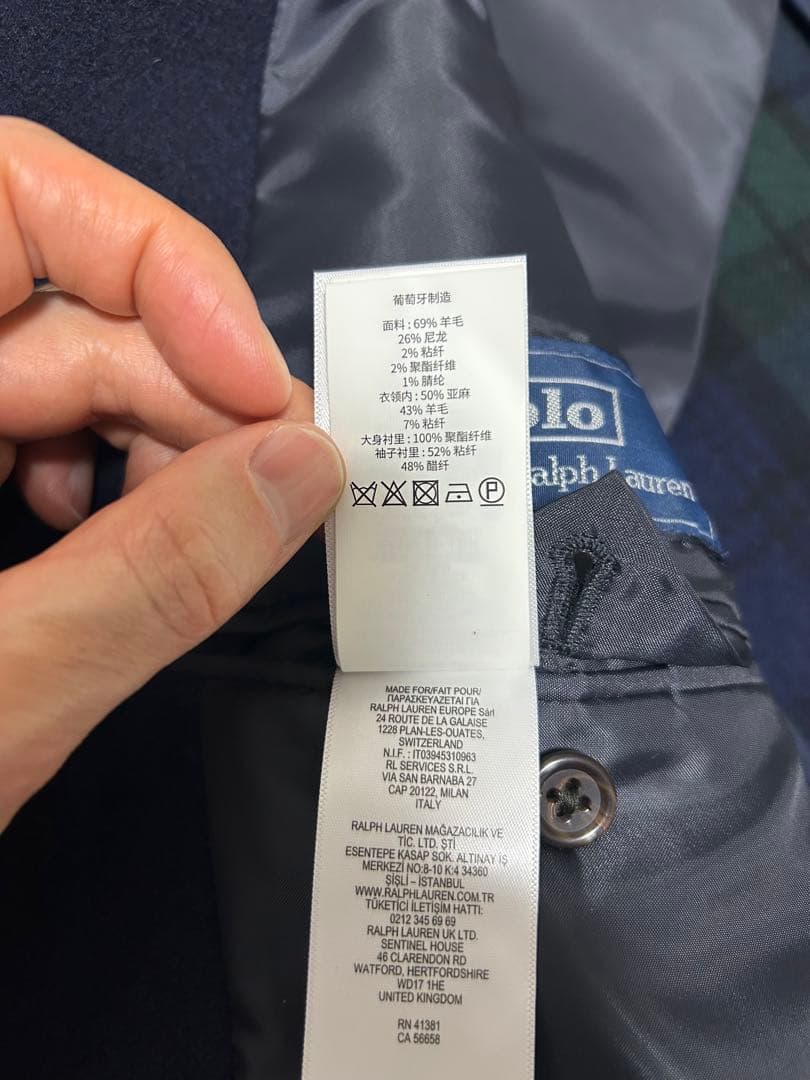 葡萄牙制造
面料 : 69% 羊毛
26% 尼龙
2% 粘纤
2% 聚酯纤维
1% 腈纶
衣领内 : 50% 亚麻
43% 羊毛
7% 粘纤
大身衬里 : 100% 聚酯纤维
袖子衬里 : 52% 粘纤
48% 醋纤
P
olo
alph Lauren
MADE FOR/FAIT POUR/
ΠΑΡΑΣΚΕΥΑΖΕΤΑΙ ΓΙΑ
RALPH LAUREN EUROPE Sárl
24 ROUTE DE LA GALAISE
1228 PLAN-LES-OUATES,
SWITZERLAND
N.I.F. : IT03945310963
RL SERVICES S.R.L.
VIA SAN BARNABA 27
CAP 20122, MILAN
ITALY
RALPH LAUREN MAĞAZACILIK VE
TİC. LTD. ŞTİ
ESENTEPE KASAP SOK. ALTINAY İŞ
MERKEZİ NO:8-10 K:4 34360
ŞİŞLİ – İSTANBUL
WWW.RALPHLAUREN.COM.TR
TÜKETİCİ İLETİŞİM HATTI:
0212 345 69 69
RALPH LAUREN UK LTD.
SENTINEL HOUSE
46 CLARENDON RD
WATFORD, HERTFORDSHIRE
WD17 1HE
UNITED KINGDOM
RN 41381
CA 56658